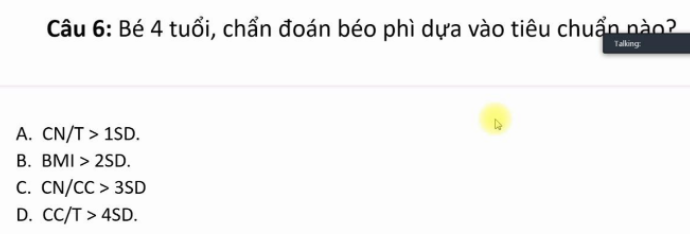 Câu 6: Bé 4 tuổi, chẩn đoán béo phì dựa vào tiêu chuẩn nào?
Talking:
A. CN/T > 1SD.
B. BMI > 2SD.
C. CN/CC > 3SD
D. CC/T > 4SD.